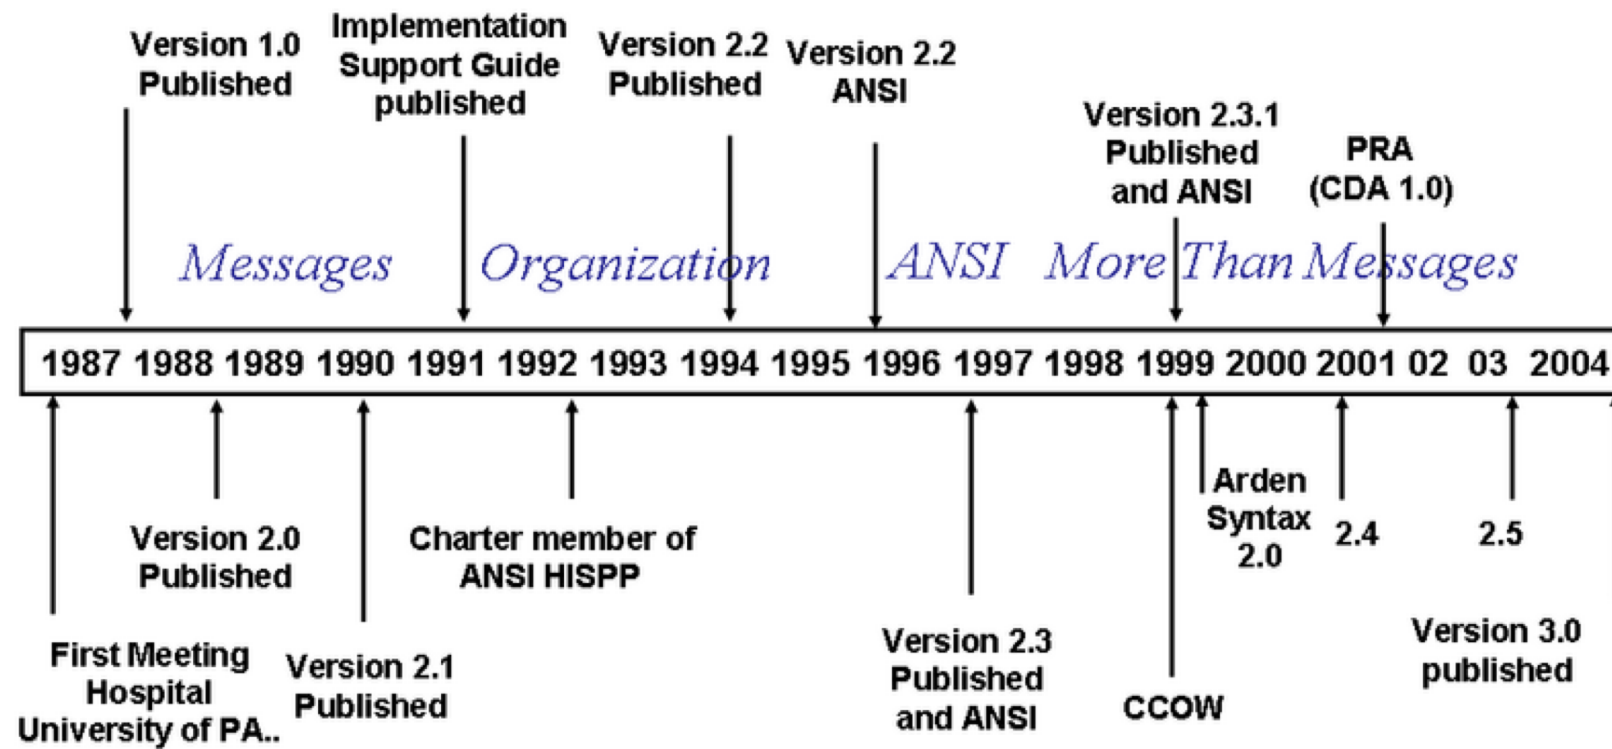 Version 1.0
Published
Implementation
Support Guide
published
Version 2.2
Published
Version 2.2
ANSI
Version 2.3.1
Published
and ANSI
PRA
(CDA 1.0)
Messages
Organization
ANSI
More Than Messages
1987 1988 1989 1990 1991 1992 1993 1994 1995 1996 1997 1998 1999 2000 2001 02 03 2004
Version 2.0
Published
Charter member of
ANSI HISPP
Arden
Syntax
2.0
2.4
2.5
First Meeting
Hospital
University of PA..
Version 2.1
Published
Version 2.3
Published
and ANSI
CCOW
Version 3.0
published